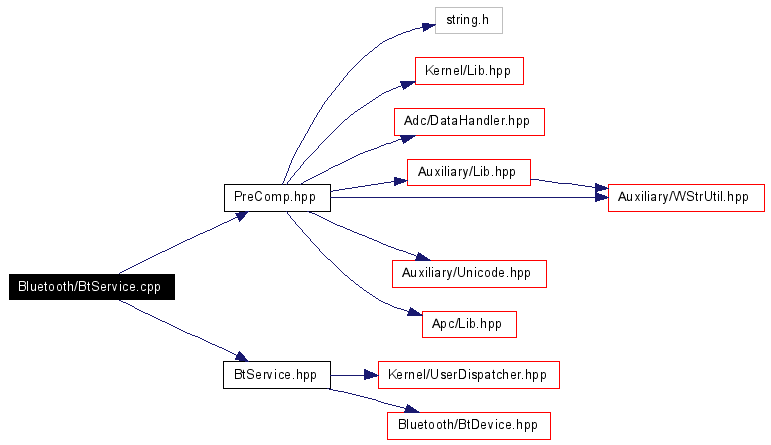 string.h
Kernel/Lib.hpp
Adc/DataHandler.hpp
Auxiliary/Lib.hpp
PreComp.hpp
Auxiliary/WStrUtil.hpp
Auxiliary/Unicode.hpp
Bluetooth/BtService.cpp
Apc/Lib.hpp
BtService.hpp
Kernel/UserDispatcher.hpp
Bluetooth/BtDevice.hpp